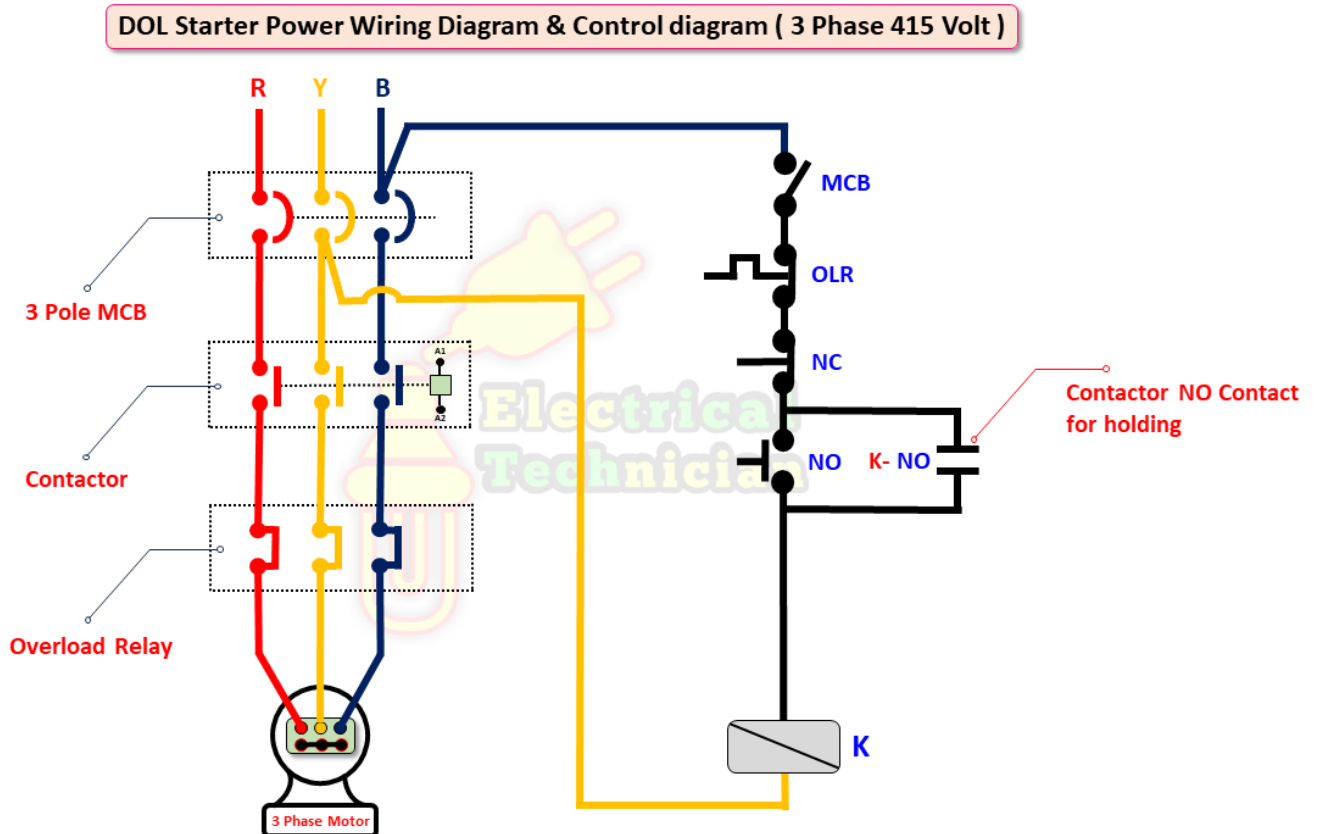 DOL Starter Power Wiring Diagram & Control diagram ( 3 Phase 415 Volt )
R Y B
MCB
OLR
3 Pole MCB
A1
NC
Contactor NO Contact
for holding
A2
Electrical
Technician
NO
K- NO
Contactor
Overload Relay
K
3 Phase Motor